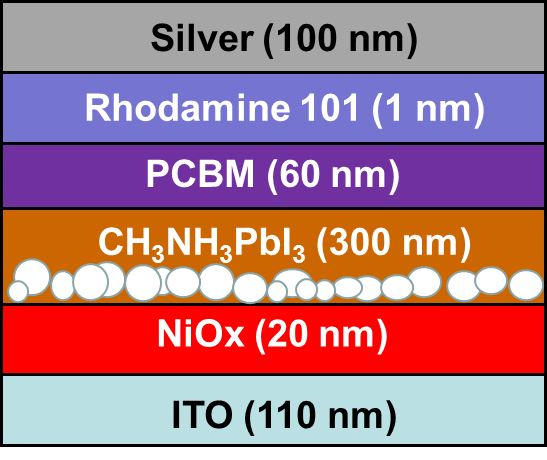 Silver (100 nm)
Rhodamine 101 (1 nm)
PCBM (60 nm)
CH₃NH₃PbI₃ (300 nm)
NiOx (20 nm)
ITO (110 nm)